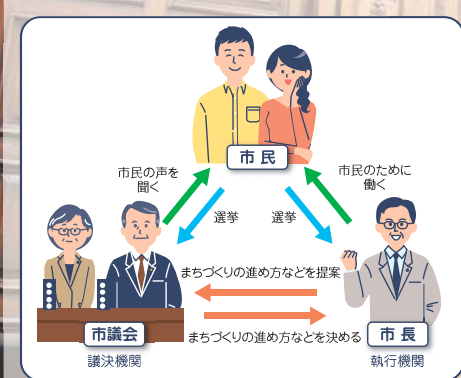 市民
市民の声を
聞く
市民のために
働く
選挙
選挙
まちづくりの進め方などを提案
まちづくりの進め方などを決める
市議会
市長
議決機関
執行機関